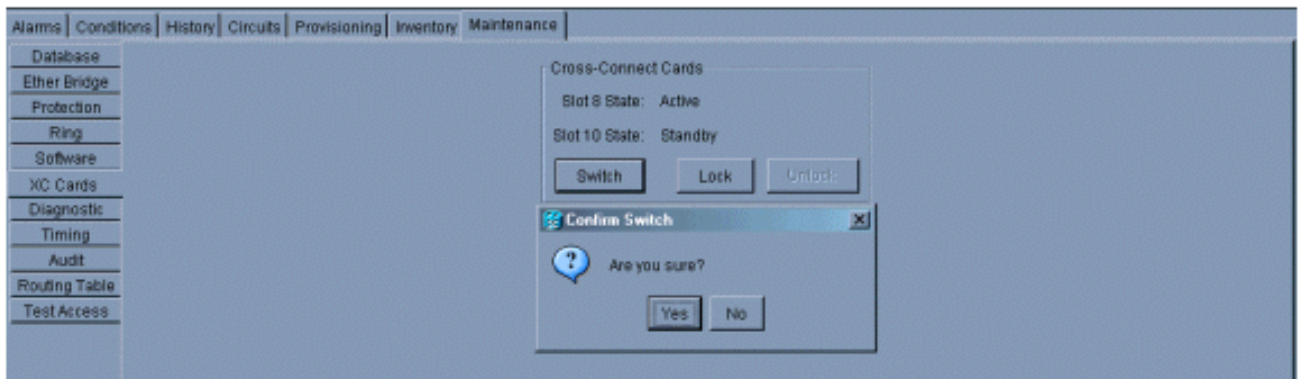 Alarms Conditions History Circuits Provisioning Inventory Maintenance
Database
Ether Bridge
Protection
Ring
Software
XC Cards
Diagnostic
Timing
Audit
Routing Table
Test Access
Cross-Connect Cards
Slot 8 State: Active
Slot 10 State: Standby
Switch Lock Unlock
Confirm Switch
Are you sure?
Yes No